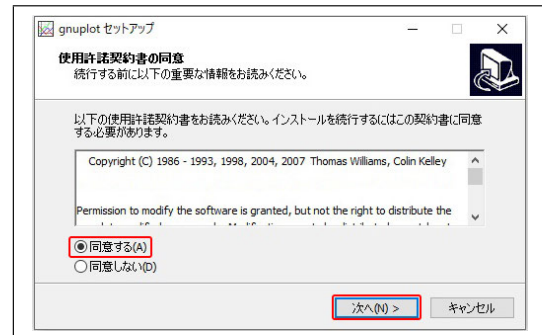 gnuplot セットアップ
使用許諾契約書の同意
続行する前に以下の重要な情報をお読みください。
以下の使用許諾契約書をお読みください。インストールを続行するにはこの契約書に同意
する必要があります。
Copyright (C) 1986 - 1993, 1998, 2004, 2007 Thomas Williams, Colin Kelley
Permission to modify the software is granted, but not the right to distribute the
同意する(A)
同意しない(D)
次へ(N) >
キャンセル